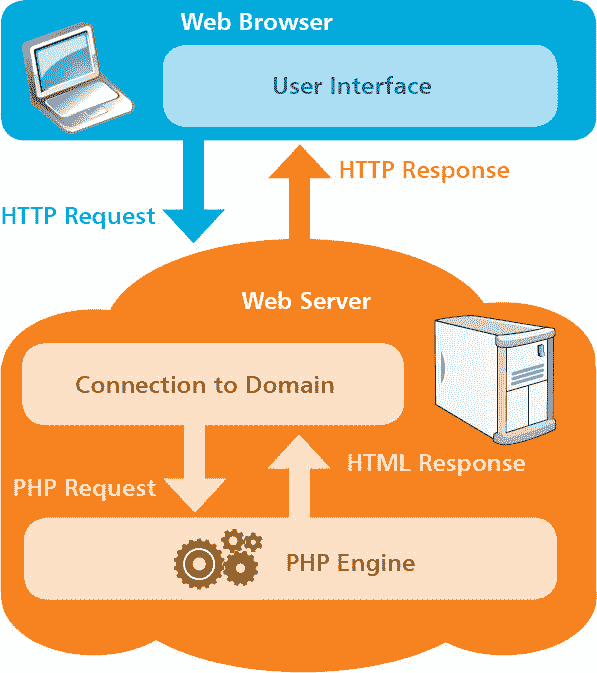 Web Browser
User Interface
HTTP Request
HTTP Response
Web Server
Connection to Domain
PHP Request
HTML Response
PHP Engine